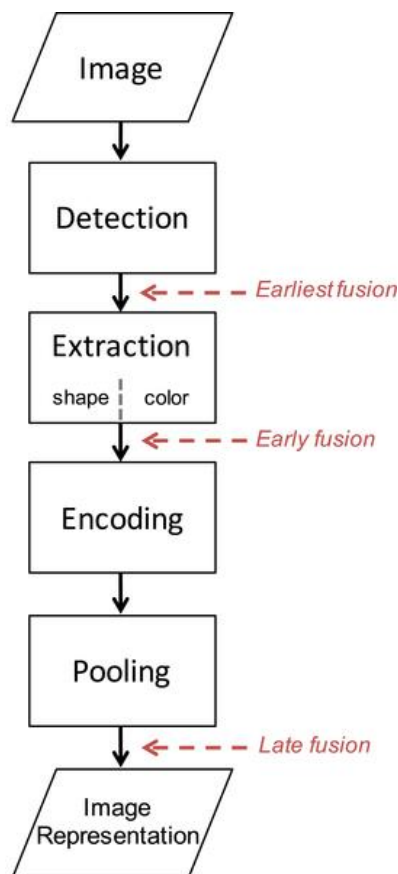 Image
Detection
Earliest fusion
Extraction
shape color
Early fusion
Encoding
Pooling
Late fusion
Image
Representation